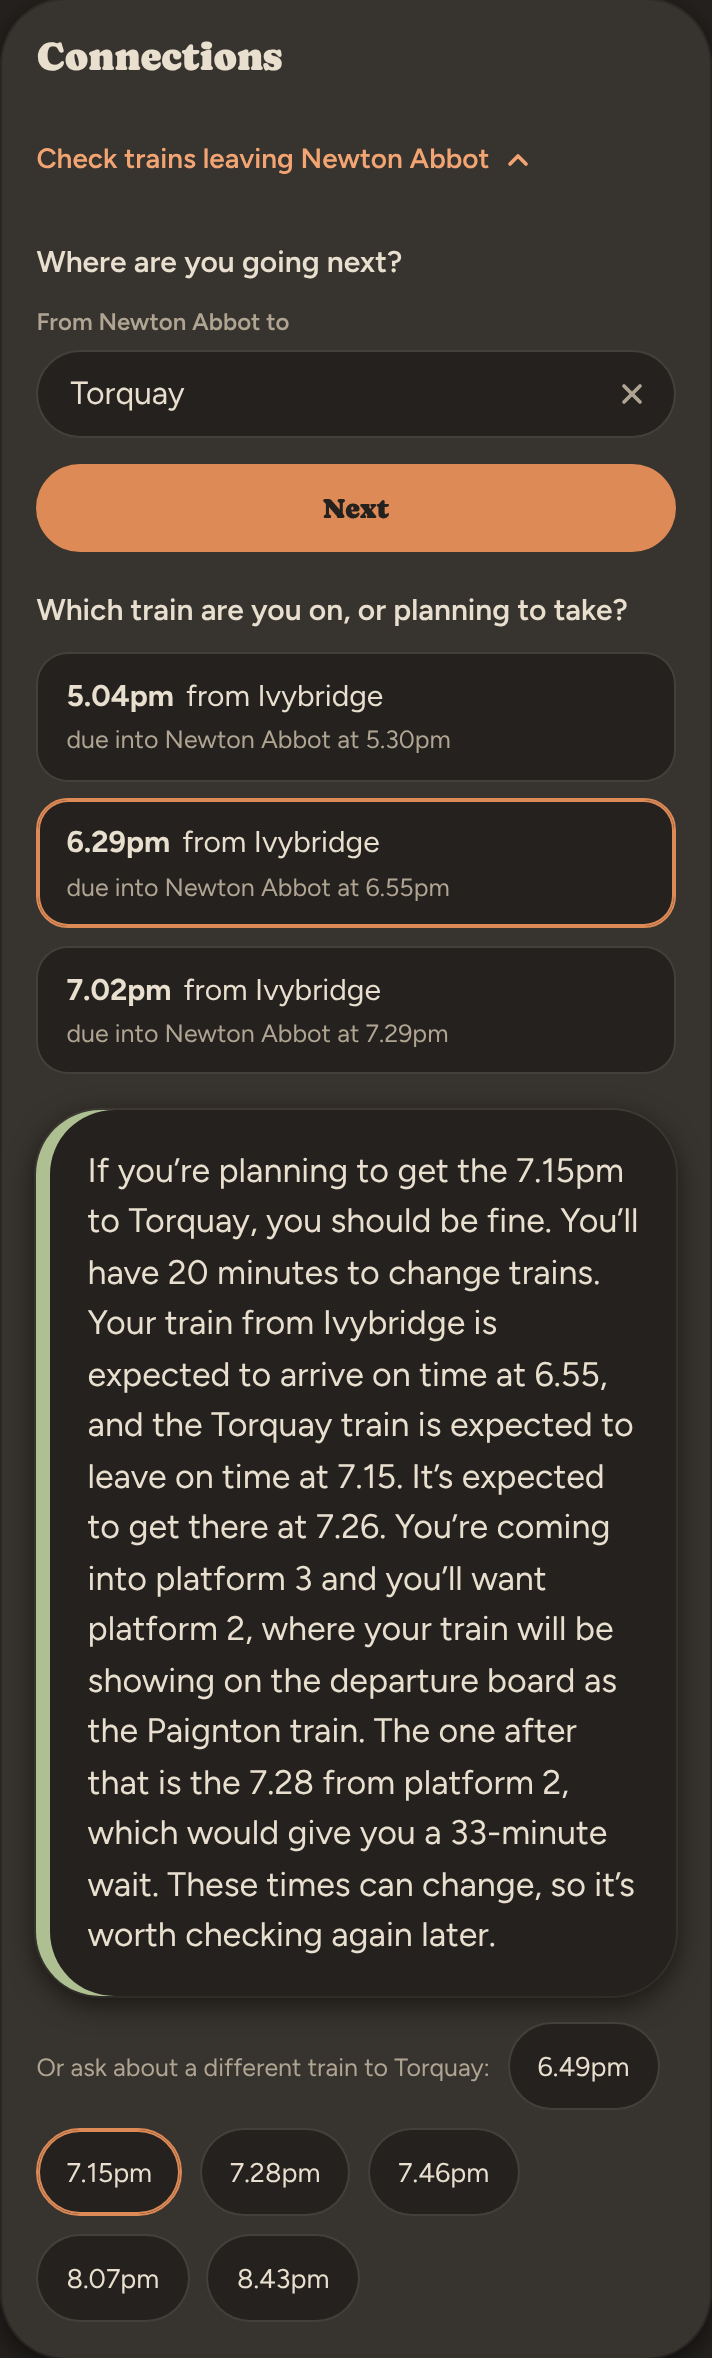 Connections
Check trains leaving Newton Abbot
Where are you going next?
From Newton Abbot to
Torquay
Next
Which train are you on, or planning to take?
5.04pm from Ivybridge
due into Newton Abbot at 5.30pm
6.29pm from Ivybridge
due into Newton Abbot at 6.55pm
7.02pm from Ivybridge
due into Newton Abbot at 7.29pm
If you’re planning to get the 7.15pm
to Torquay, you should be fine. You’ll
have 20 minutes to change trains.
Your train from Ivybridge is
expected to arrive on time at 6.55,
and the Torquay train is expected to
leave on time at 7.15. It’s expected
to get there at 7.26. You’re coming
into platform 3 and you’ll want
platform 2, where your train will be
showing on the departure board as
the Paignton train. The one after
that is the 7.28 from platform 2,
which would give you a 33-minute
wait. These times can change, so it’s
worth checking again later.
Or ask about a different train to Torquay: 6.49pm
7.15pm 7.28pm 7.46pm
8.07pm 8.43pm